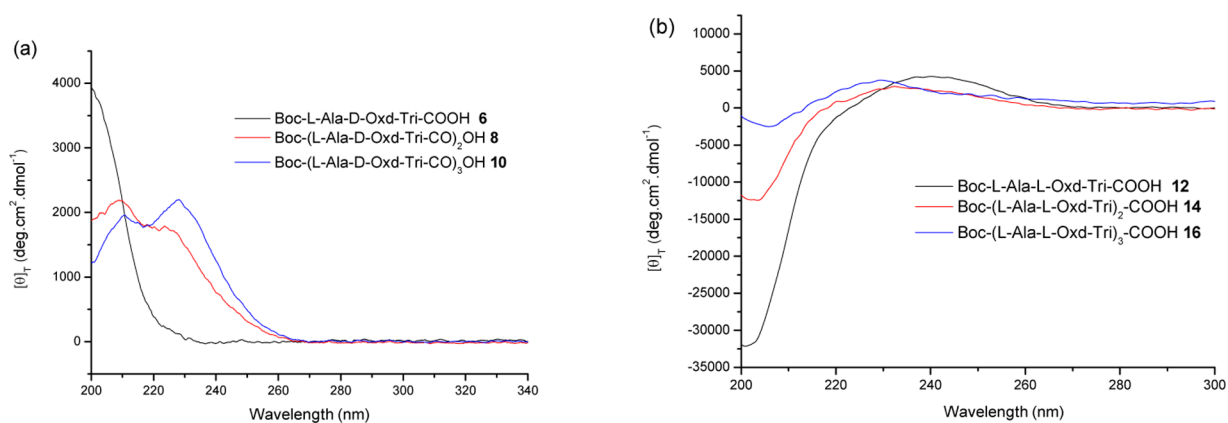 (a)
4000
3000
2000
1000
0
[θ]T (deg.cm².dmol⁻¹)
Boc-L-Ala-D-Oxd-Tri-COOH 6
Boc-(L-Ala-D-Oxd-Tri-CO)₂OH 8
Boc-(L-Ala-D-Oxd-Tri-CO)₃OH 10
200 220 240 260 280 300 320 340
Wavelength (nm)
(b)
10000
5000
0
-5000
-10000
-15000
-20000
-25000
-30000
-35000
[θ]T (deg.cm².dmol⁻¹)
Boc-L-Ala-L-Oxd-Tri-COOH 12
Boc-(L-Ala-L-Oxd-Tri)₂-COOH 14
Boc-(L-Ala-L-Oxd-Tri)₃-COOH 16
200 220 240 260 280 300
Wavelength (nm)